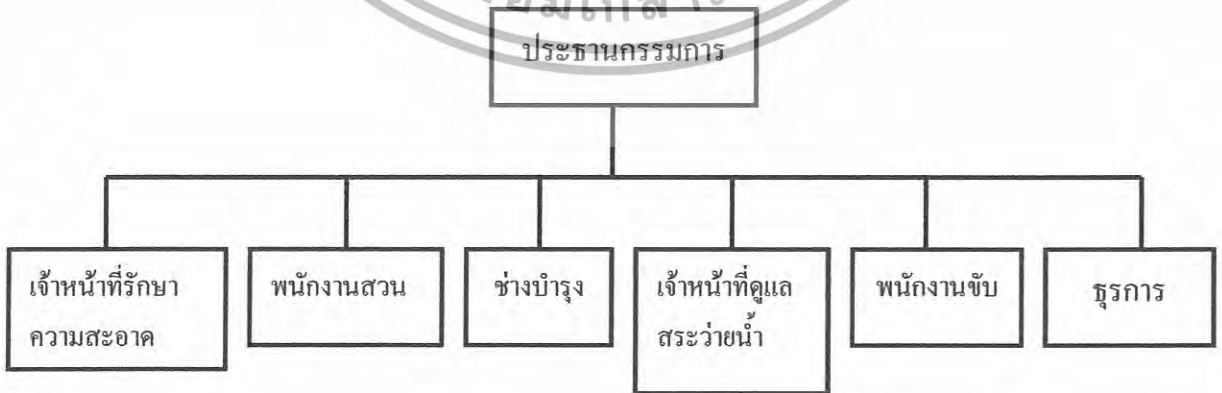 ประธานกรรมการ
เจ้าหน้าที่รักษา
ความสะอาด
พนักงานสวน
ช่างบำรุง
เจ้าหน้าที่ดูแล
สระว่ายน้ำ
พนักงานขับ
ธุรการ